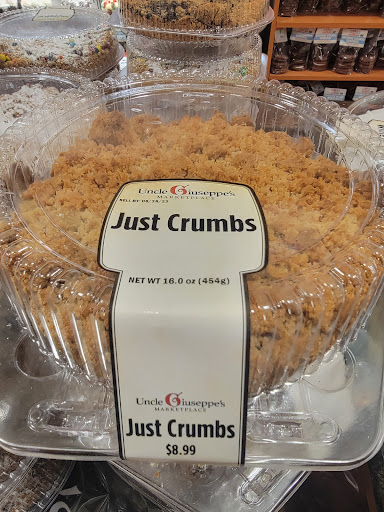 Uncle Giuseppe's
MARKETPLACE
Just Crumbs
NET WT 16.0 oz (454g)
Uncle Giuseppe's
MARKETPLACE
Just Crumbs
$8.99